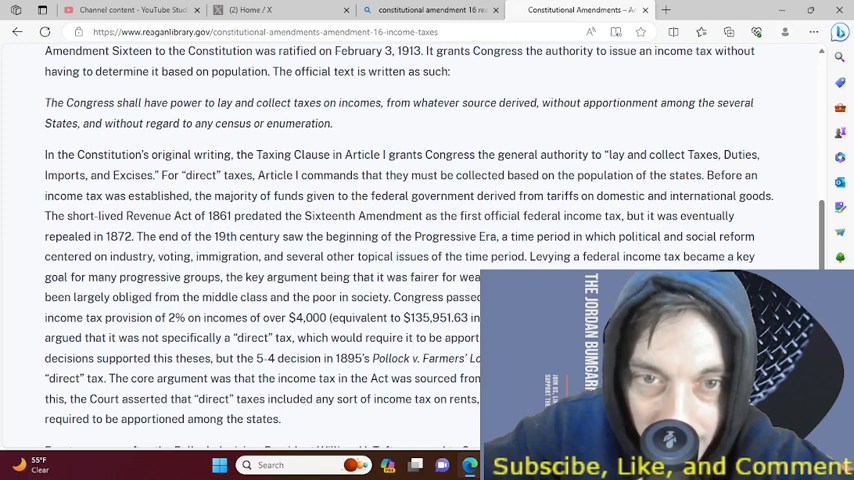 Channel content - YouTube Stud
(2) Home / X
constitutional amendment 16 re
Constitutional Amendments – A
https://www.reaganlibrary.gov/constitutional-amendments-amendment-16-income-taxes
Amendment Sixteen to the Constitution was ratified on February 3, 1913. It grants Congress the authority to issue an income tax without
having to determine it based on population. The official text is written as such:
The Congress shall have power to lay and collect taxes on incomes, from whatever source derived, without apportionment among the several
States, and without regard to any census or enumeration.
In the Constitution's original writing, the Taxing Clause in Article I grants Congress the general authority to "lay and collect Taxes, Duties,
Imports, and Excises." For "direct" taxes, Article I commands that they must be collected based on the population of the states. Before an
income tax was established, the majority of funds given to the federal government derived from tariffs on domestic and international goods.
The short-lived Revenue Act of 1861 predated the Sixteenth Amendment as the first official federal income tax, but it was eventually
repealed in 1872. The end of the 19th century saw the beginning of the Progressive Era, a time period in which political and social reform
centered on industry, voting, immigration, and several other topical issues of the time period. Levying a federal income tax became a key
goal for many progressive groups, the key argument being that it was fairer for wea
been largely obliged from the middle class and the poor in society. Congress passe
income tax provision of 2% on incomes of over $4,000 (equivalent to $135,951.63 in
argued that it was not specifically a "direct" tax, which would require it to be apport
decisions supported this theses, but the 5-4 decision in 1895's Pollock v. Farmers' Lo
"direct" tax. The core argument was that the income tax in the Act was sourced from
this, the Court asserted that "direct" taxes included any sort of income tax on rents,
required to be apportioned among the states.
THE JORDAN BUMGAR
JOIN US, LI
SUPPORT THE
Subscribe, Like, and Comment
55°F
Clear
Search